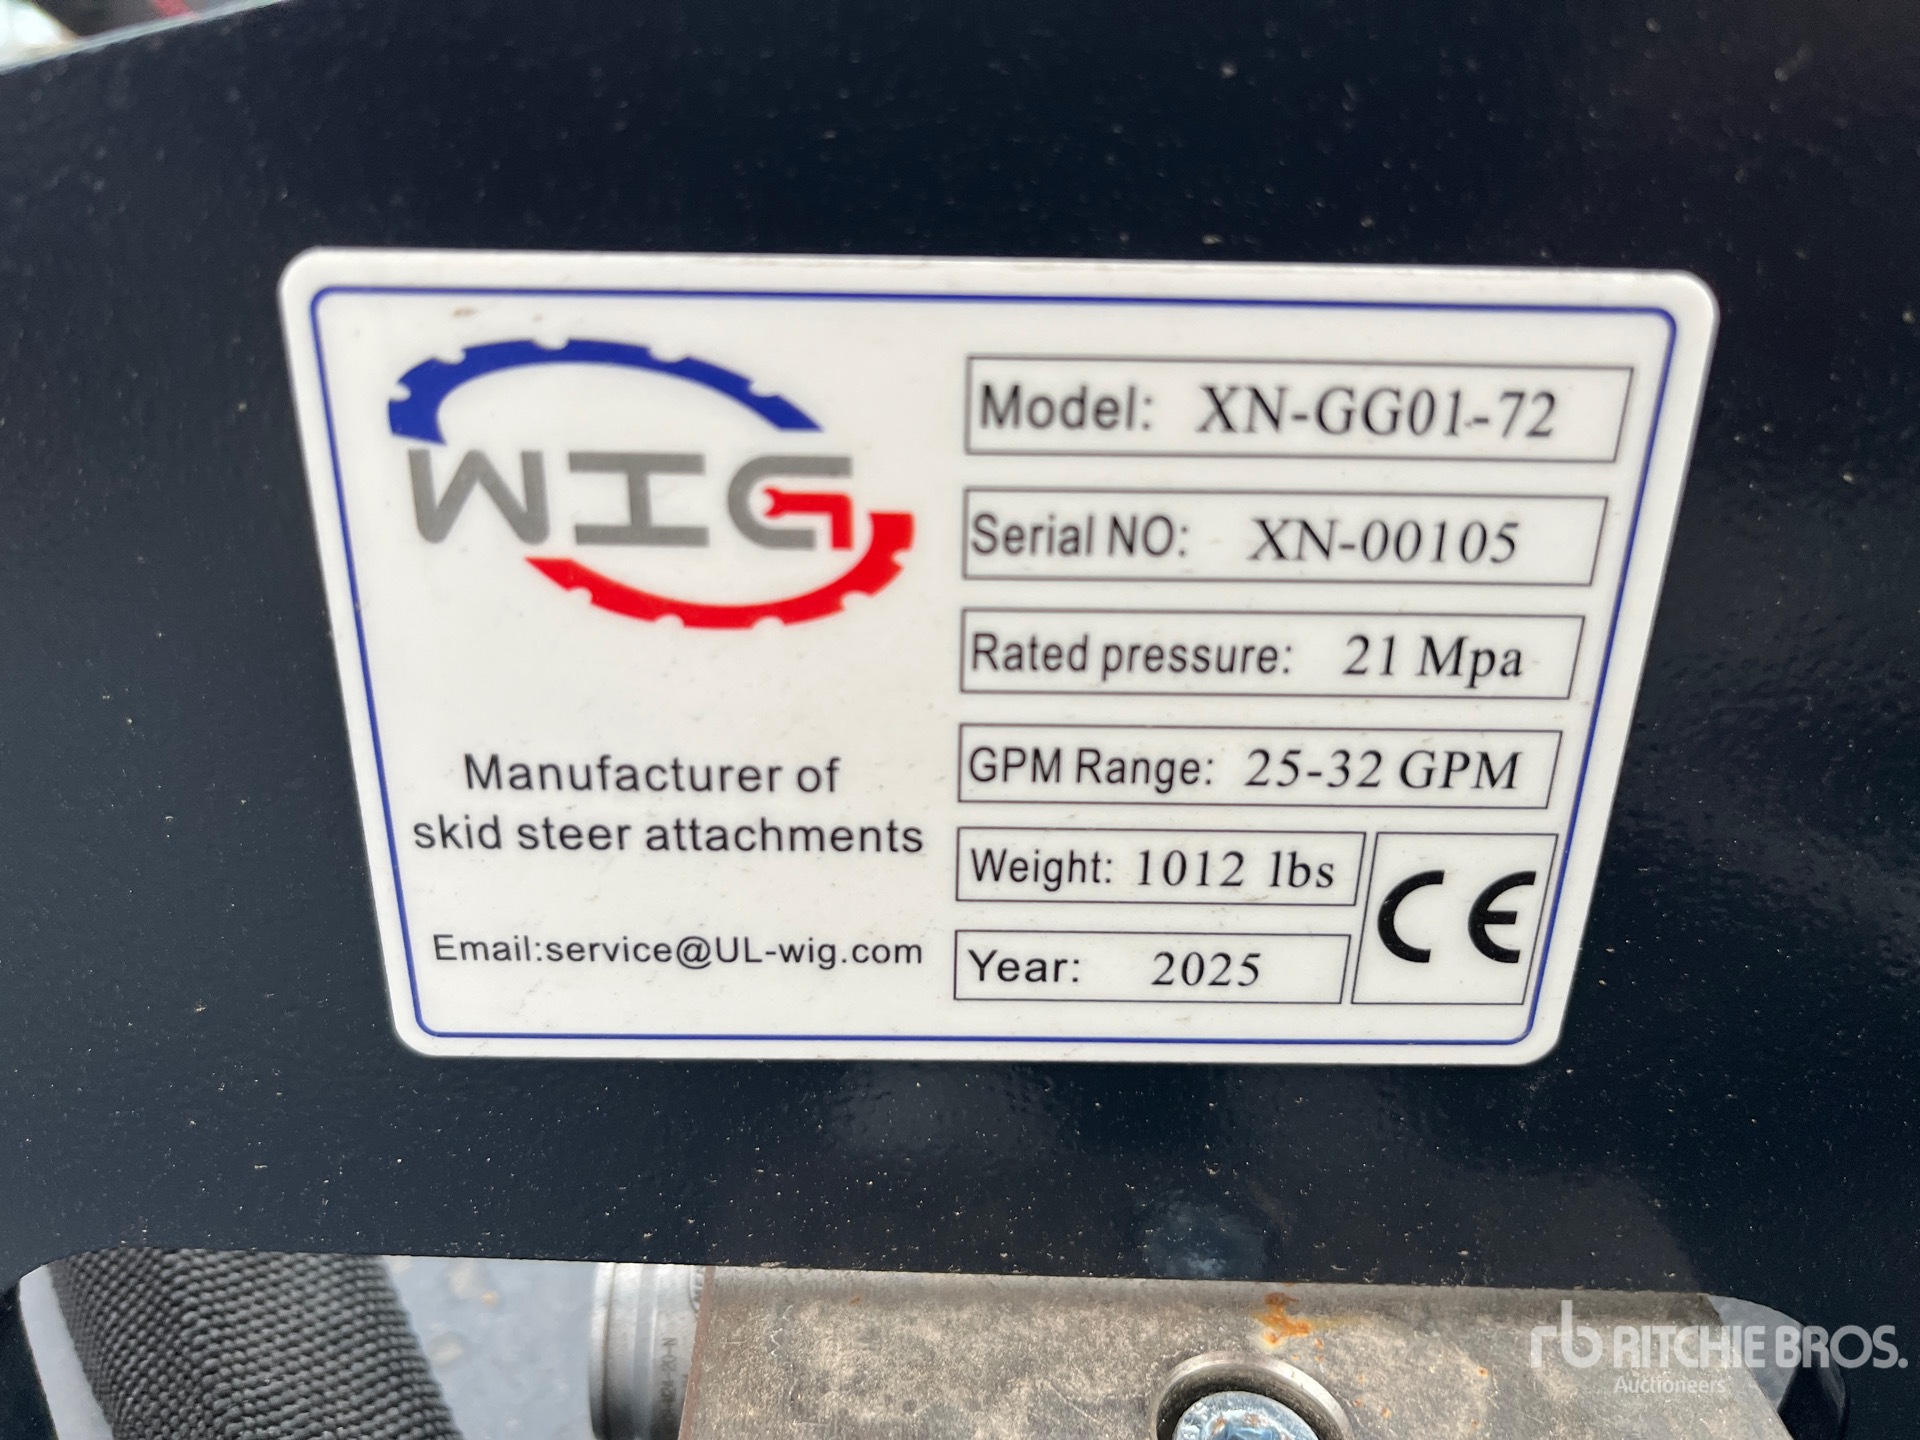 WIG
Manufacturer of
skid steer attachments
Email:service@UL-wig.com
Model: XN-GG01-72
Serial NO: XN-00105
Rated pressure: 21 Mpa
GPM Range: 25-32 GPM
Weight: 1012 lbs
Year: 2025
CE
rb RITCHIE BROS.
Auctioneers